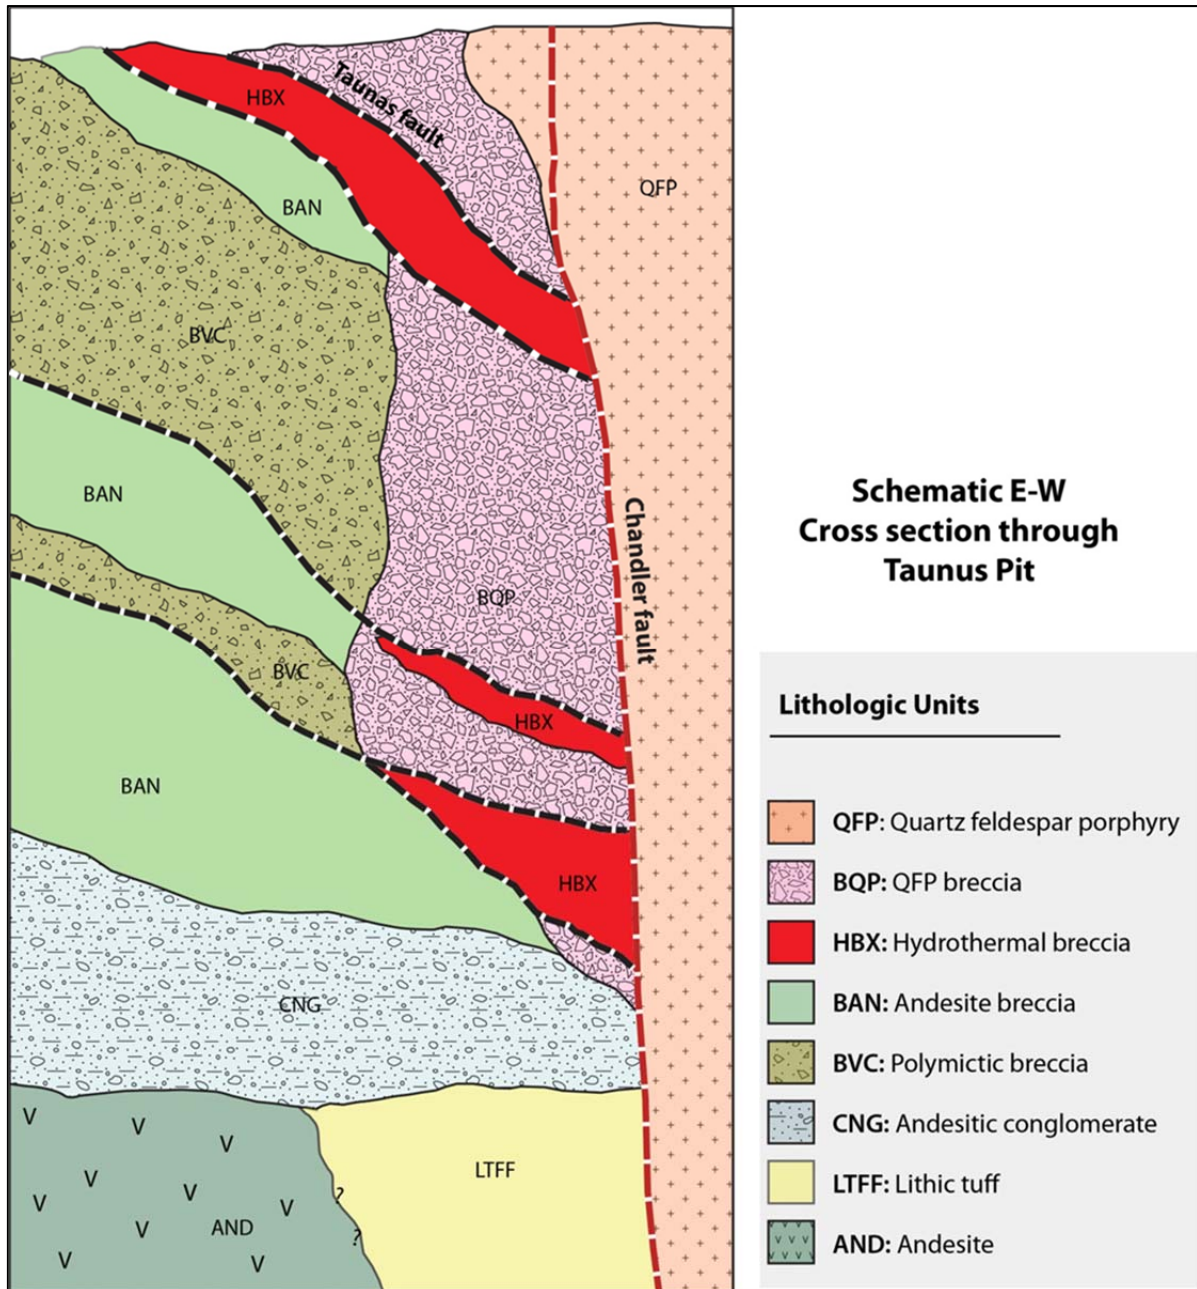 HBX
Taunas fault
QFP
BAN
BVC
BAN
Chandler fault
BQP
BVC
HBX
BAN
HBX
CNG
V
V
V
V
V
V
V
V
AND
V
V
LTFF
?
?
Schematic E-W
Cross section through
Taunus Pit
Lithologic Units
QFP: Quartz feldespar porphyry
BQP: QFP breccia
HBX: Hydrothermal breccia
BAN: Andesite breccia
BVC: Polymictic breccia
CNG: Andesitic conglomerate
LTFF: Lithic tuff
AND: Andesite